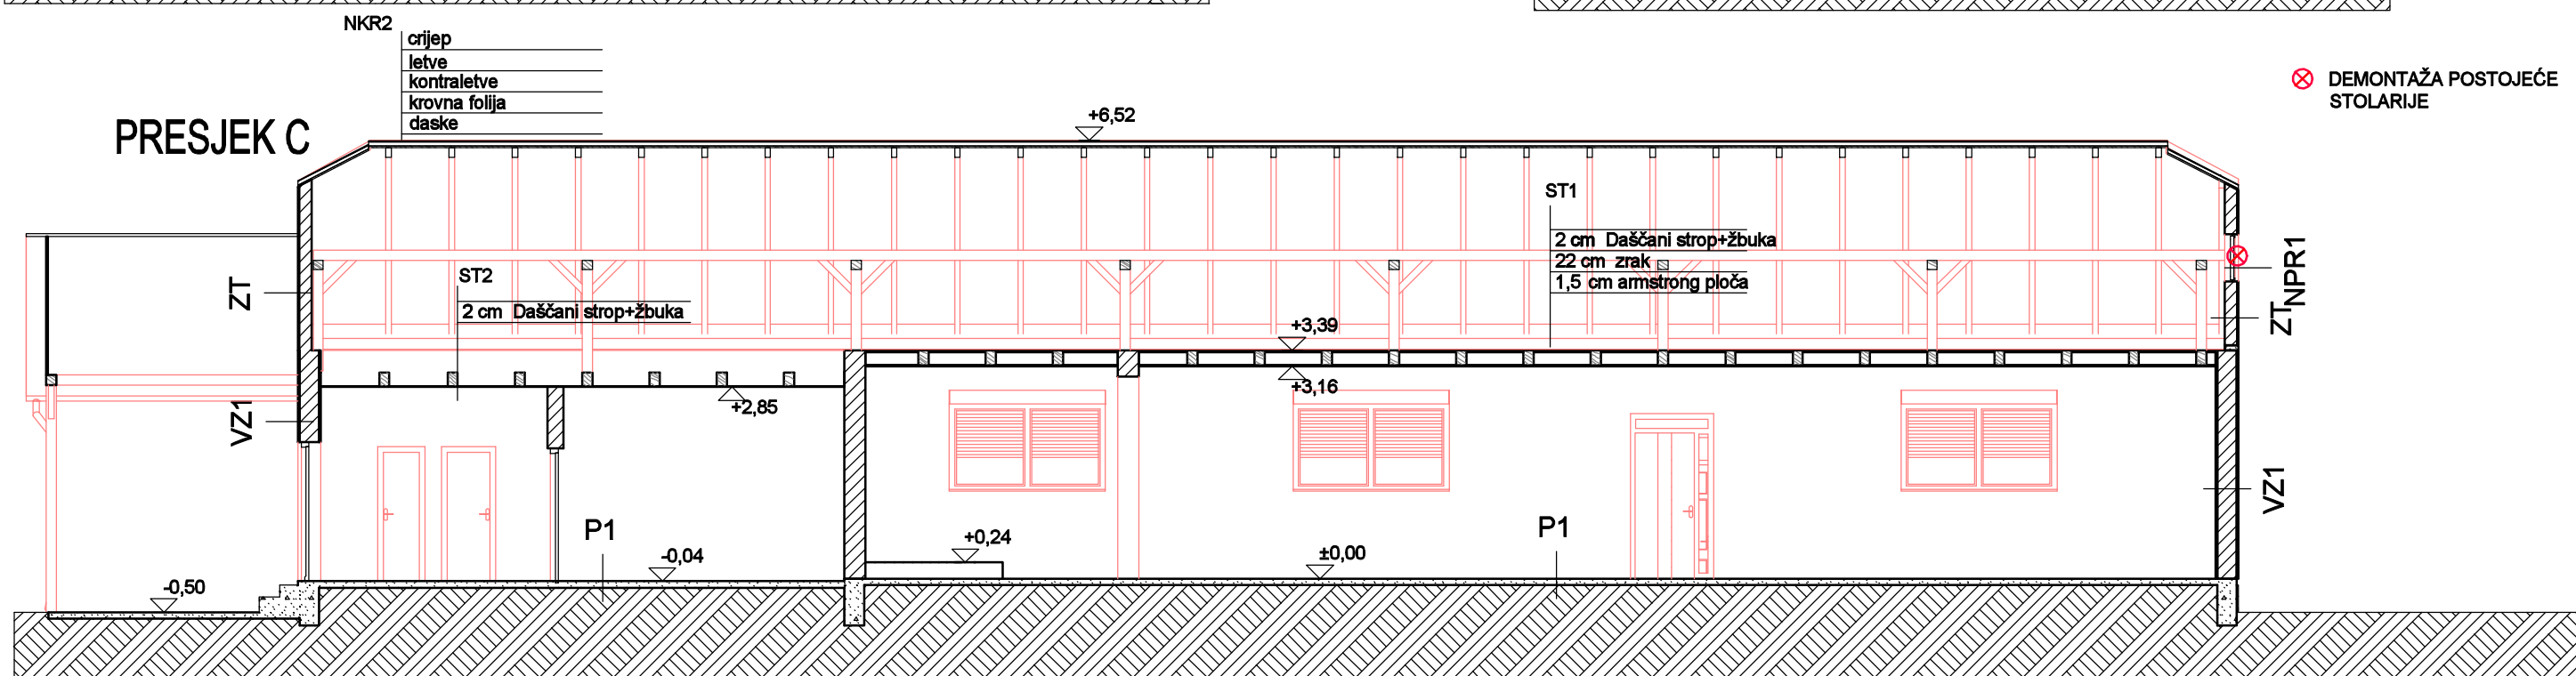 NKR2
crijep
letve
kontraletve
krovna folija
daske
DEMONTAŽA POSTOJEĆE
STOLARIJE
PRESJEK C
+6,52
ST1
2 cm Daščani strop+žbuka
22 cm zrak
1,5 cm armstrong ploča
ST2
2 cm Daščani strop+žbuka
ZT
NPR1
ZT
+3,39
+3,16
+2,85
VZ1
VZ1
P1
P1
+0,24
±0,00
-0,04
-0,50